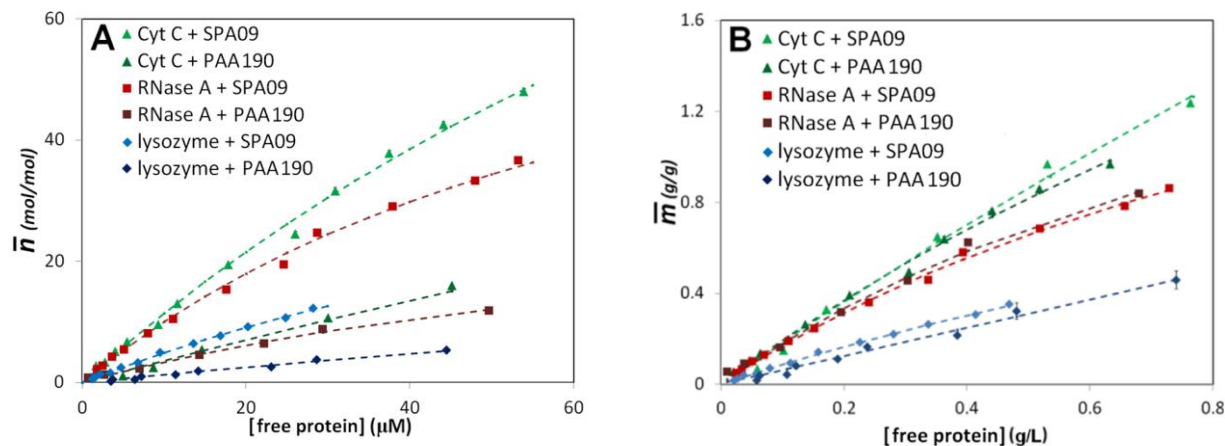 A
Cyt C + SPA09
Cyt C + PAA190
RNase A + SPA09
RNase A + PAA190
lysozyme + SPA09
lysozyme + PAA190
60
40
20
0
n̅ (mol/mol)
0 20 40 60
[free protein] (μM)
B
Cyt C + SPA09
Cyt C + PAA190
RNase A + SPA09
RNase A + PAA190
lysozyme + SPA09
lysozyme + PAA190
1.6
1.2
0.8
0.4
0
m̅ (g/g)
0 0.2 0.4 0.6 0.8
[free protein] (g/L)